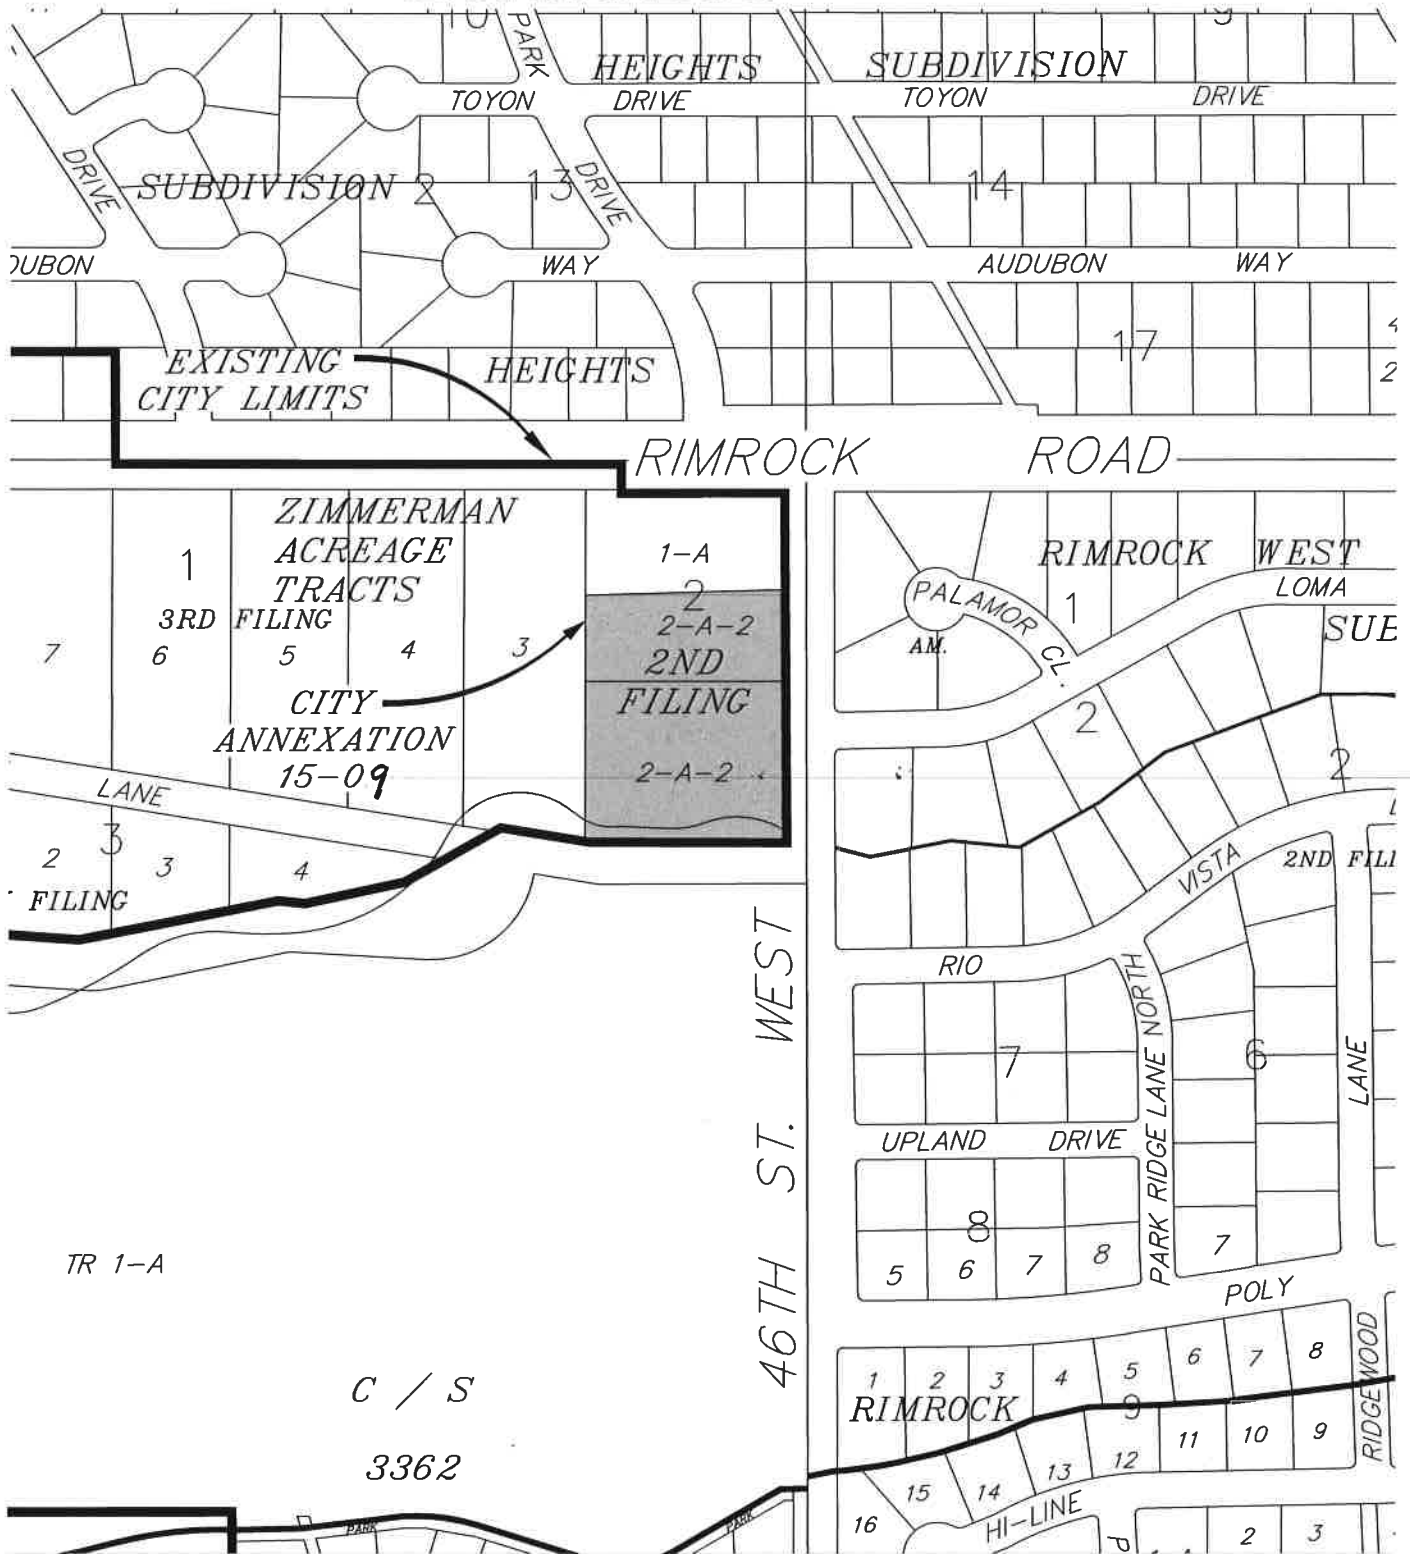 10
PARK
9
HEIGHTS
SUBDIVISION
TOYON
DRIVE
TOYON
DRIVE
DRIVE
SUBDIVISION
2
13
DRIVE
14
WAY
AUDUBON
WAY
17
4
2
EXISTING
CITY LIMITS
HEIGHTS
RIMROCK ROAD
ZIMMERMAN
ACREAGE
TRACTS
3RD FILING
1
7
6
5
4
3
1-A
2
2-A-2
2ND
FILING
2-A-2
CITY
ANNEXATION
15-09
RIMROCK WEST
LOMA
PALAMOR CL.
1
AM.
2
2
LANE
3
2
3
4
FILING
VISTA
2ND
RIO
46TH ST. WEST
PARK RIDGE LANE NORTH
7
6
LANE
UPLAND DRIVE
8
5
6
7
8
7
POLY
TR 1-A
C / S
3362
1
2
3
4
5
6
7
8
RIMROCK
9
RIDGEWOOD
16
15
14
13
12
11
10
9
HI-LINE
PARK
PARK
2
3